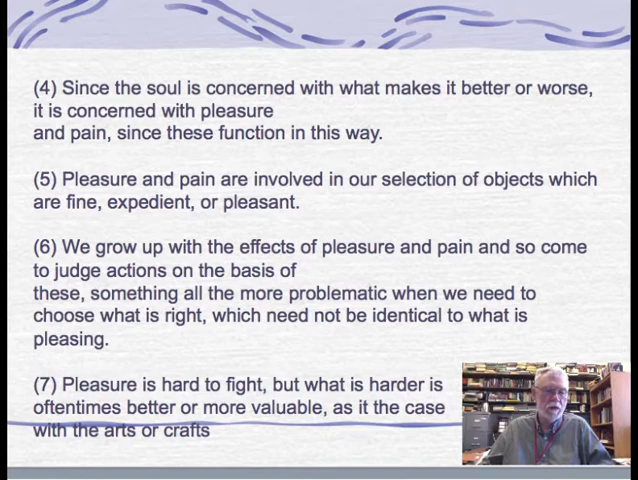 (4) Since the soul is concerned with what makes it better or worse,
it is concerned with pleasure
and pain, since these function in this way.
(5) Pleasure and pain are involved in our selection of objects which
are fine, expedient, or pleasant.
(6) We grow up with the effects of pleasure and pain and so come
to judge actions on the basis of
these, something all the more problematic when we need to
choose what is right, which need not be identical to what is
pleasing.
(7) Pleasure is hard to fight, but what is harder is
oftentimes better or more valuable, as it the case
with the arts or crafts